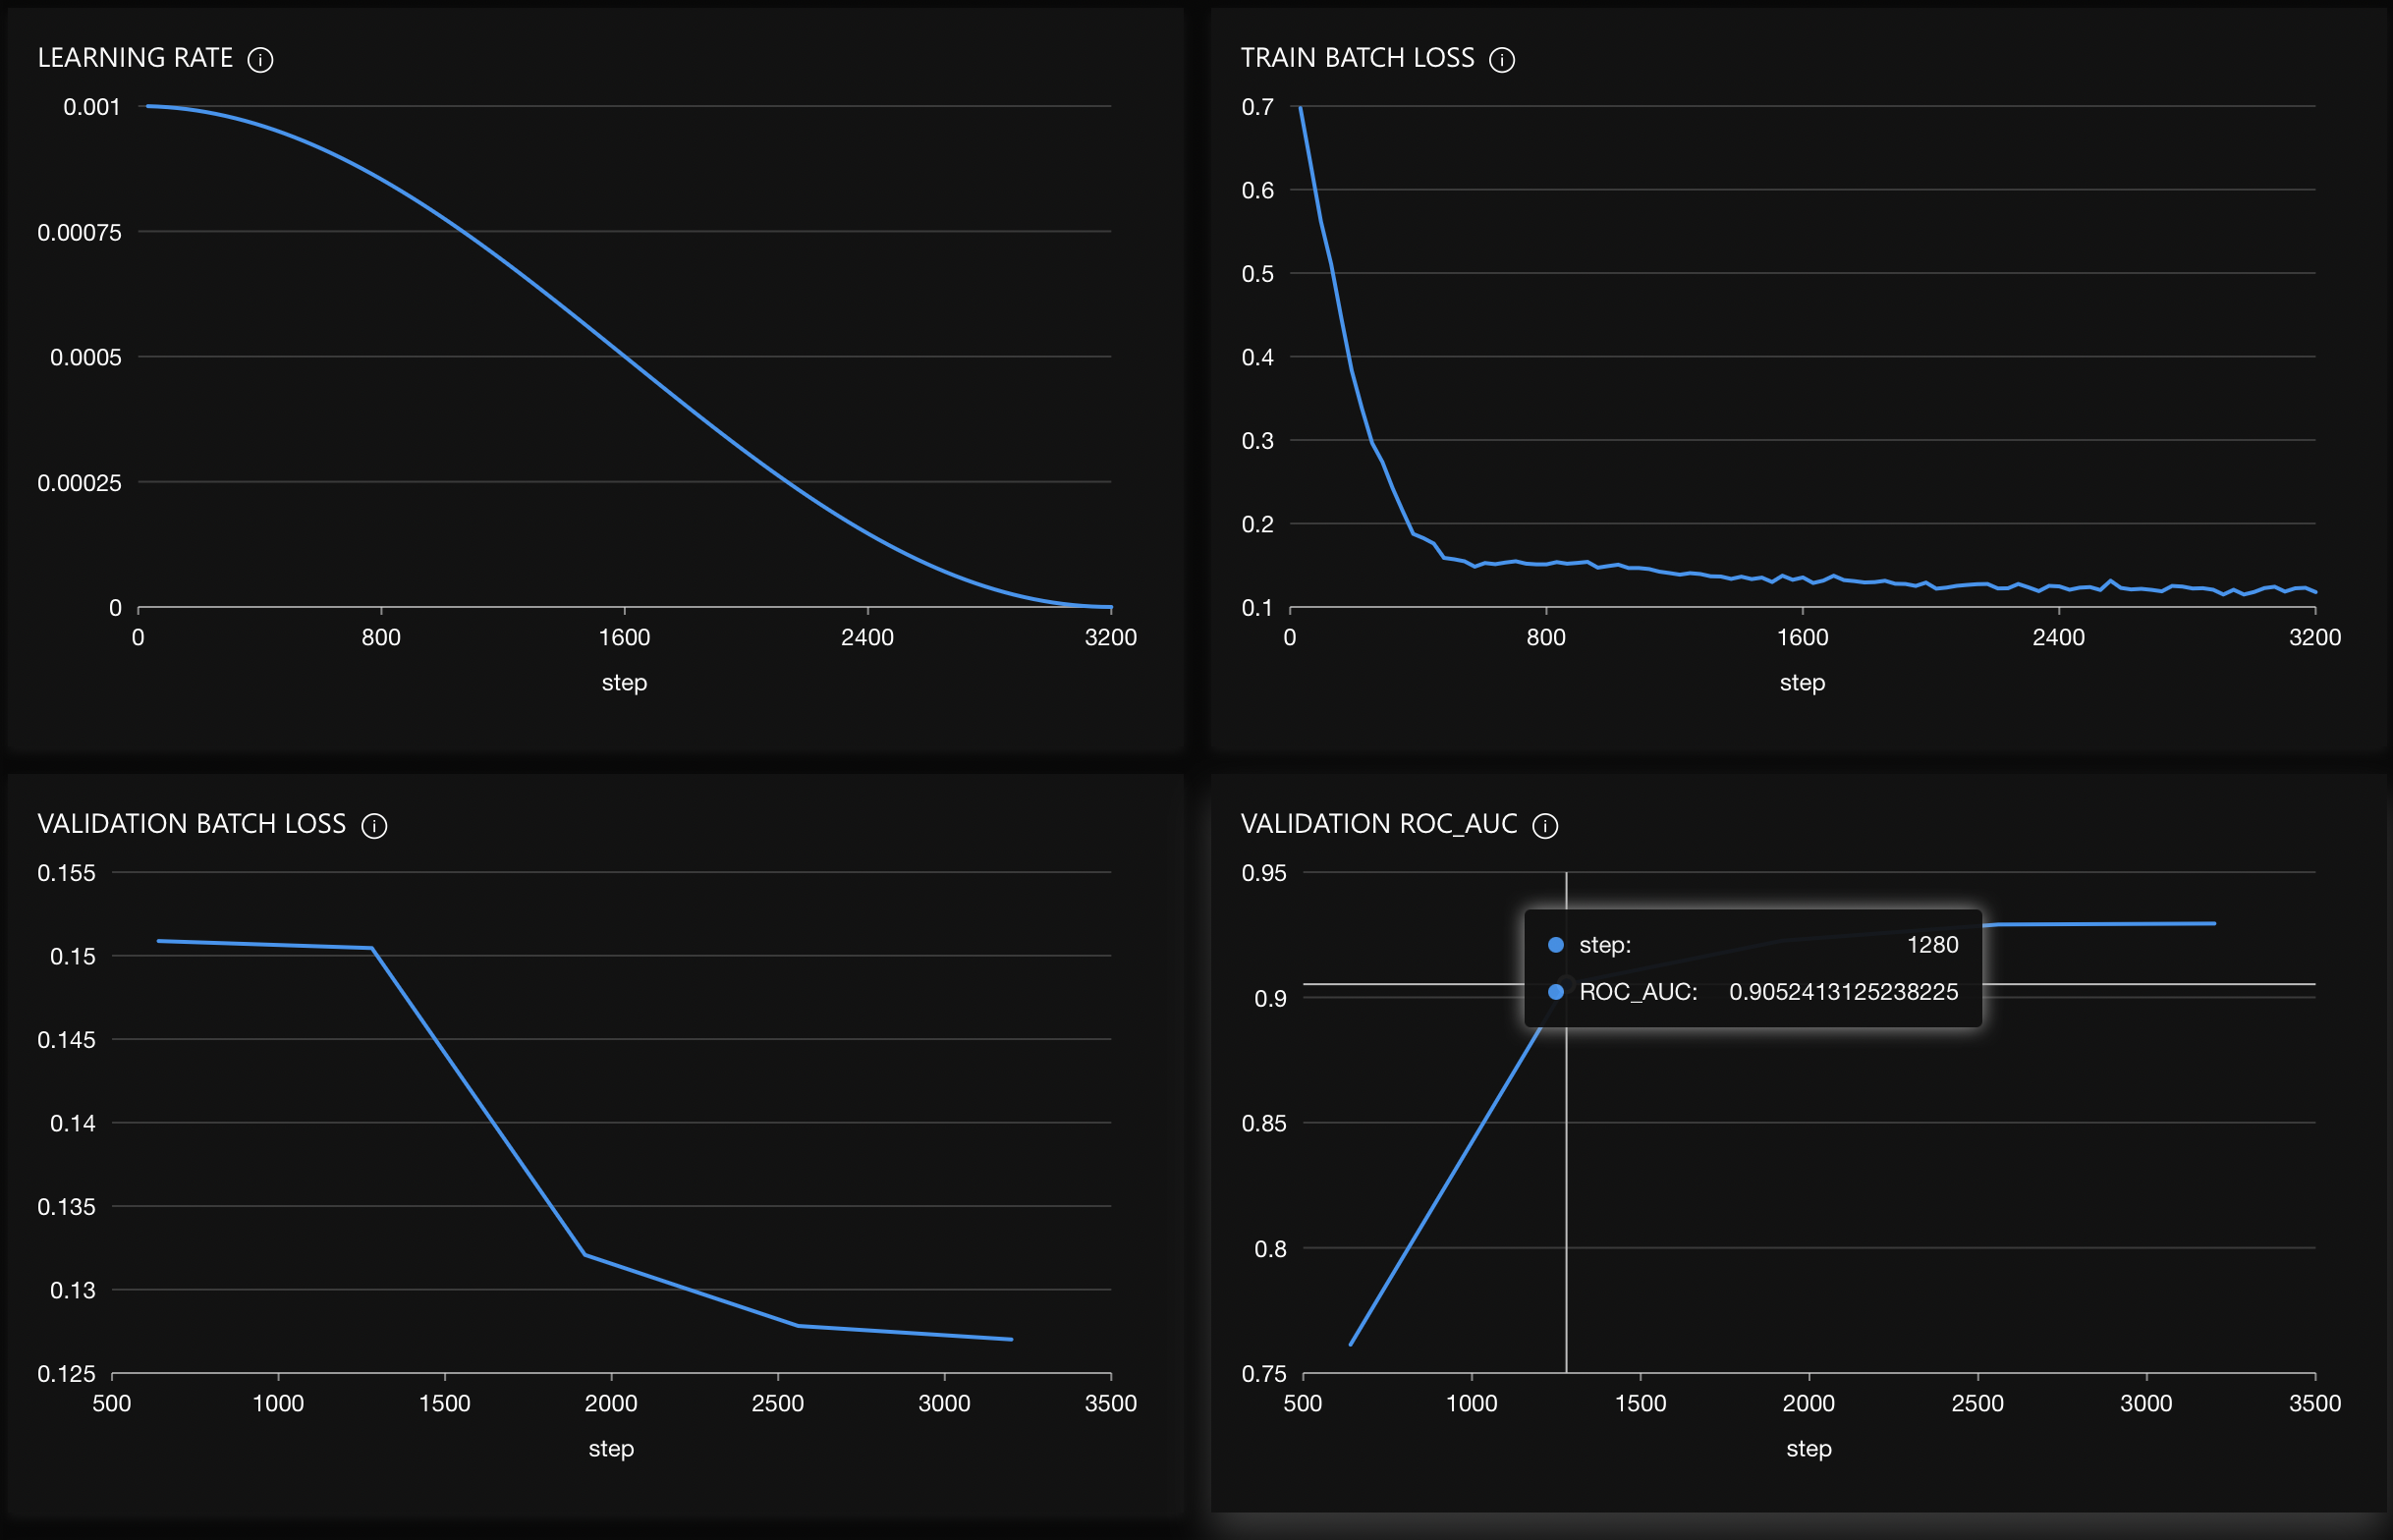 LEARNING RATE
0.001
0.00075
0.0005
0.00025
0
0 800 1600 2400 3200
step
TRAIN BATCH LOSS
0.7
0.6
0.5
0.4
0.3
0.2
0.1
0 800 1600 2400 3200
step
VALIDATION BATCH LOSS
0.155
0.15
0.145
0.14
0.135
0.13
0.125
500 1000 1500 2000 2500 3000 3500
step
VALIDATION ROC_AUC
0.95
step: 1280
ROC_AUC: 0.9052413125238225
0.9
0.85
0.8
0.75
500 1000 1500 2000 2500 3000 3500
step